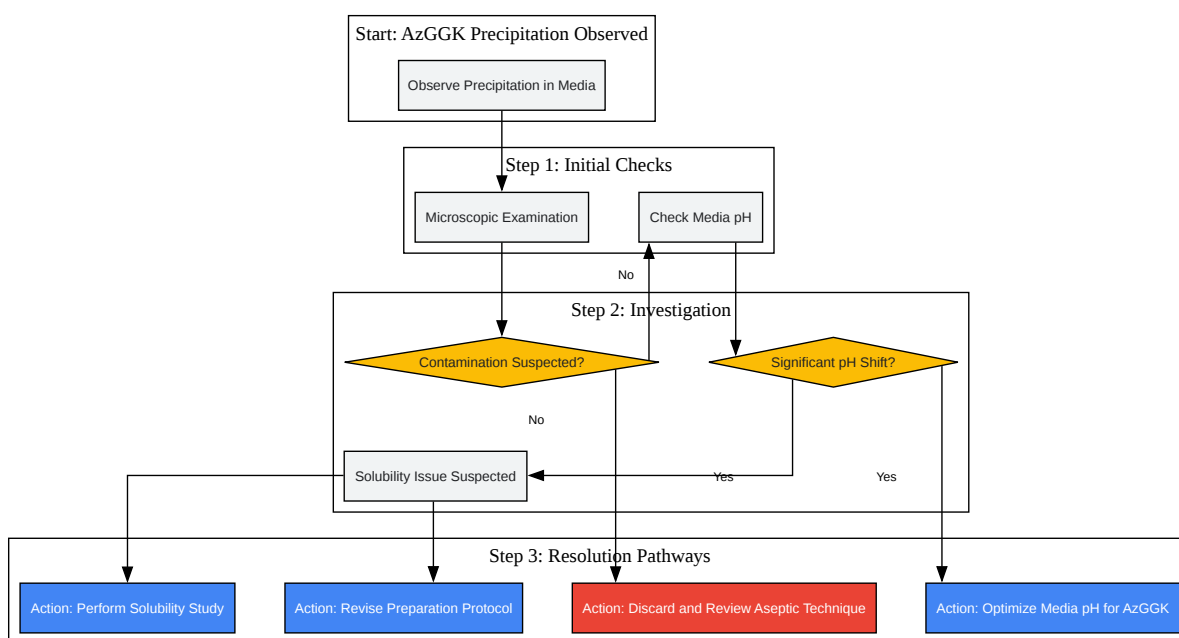 Start: AzGGK Precipitation Observed
Observe Precipitation in Media
Step 1: Initial Checks
Microscopic Examination
Check Media pH
No
Step 2: Investigation
Contamination Suspected?
Significant pH Shift?
No
Solubility Issue Suspected
Yes
Yes
Step 3: Resolution Pathways
Action: Perform Solubility Study
Action: Revise Preparation Protocol
Action: Discard and Review Aseptic Technique
Action: Optimize Media pH for AzGGK